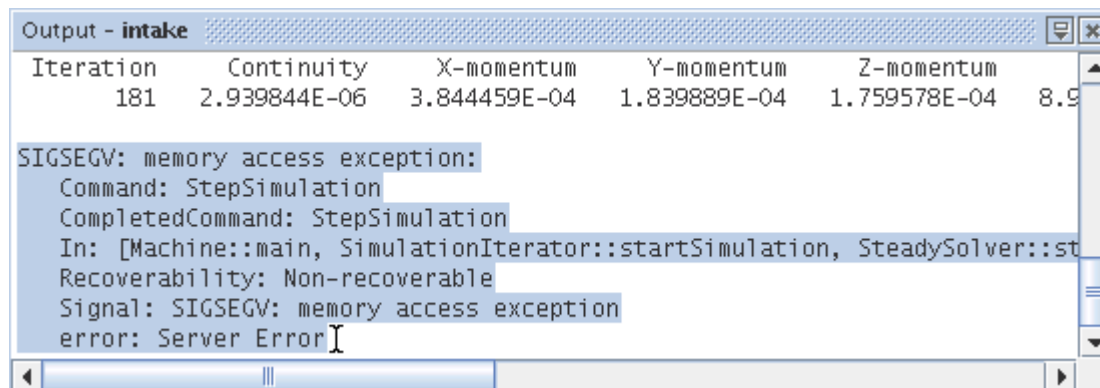 Output - intake
Iteration Continuity X-momentum Y-momentum Z-momentum
181 2.939844E-06 3.844459E-04 1.839889E-04 1.759578E-04 8.9
SIGSEGV: memory access exception:
Command: StepSimulation
CompletedCommand: StepSimulation
In: [Machine::main, SimulationIterator::startSimulation, SteadySolver::st
Recoverability: Non-recoverable
Signal: SIGSEGV: memory access exception
error: Server Error